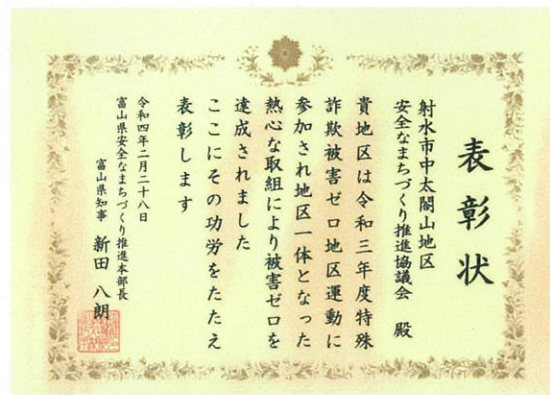 表彰状
射水市中太閤山地区
安全なまちづくり推進協議会 殿
貴地区は令和三年度特殊
詐欺被害ゼロ地区運動に
参加され地区一体となった
熱心な取組により被害ゼロを
達成されました
ここにその功労をたたえ
表彰します
令和四年二月二十八日
富山県安全なまちづくり推進本部長
富山県知事 新田 八朗